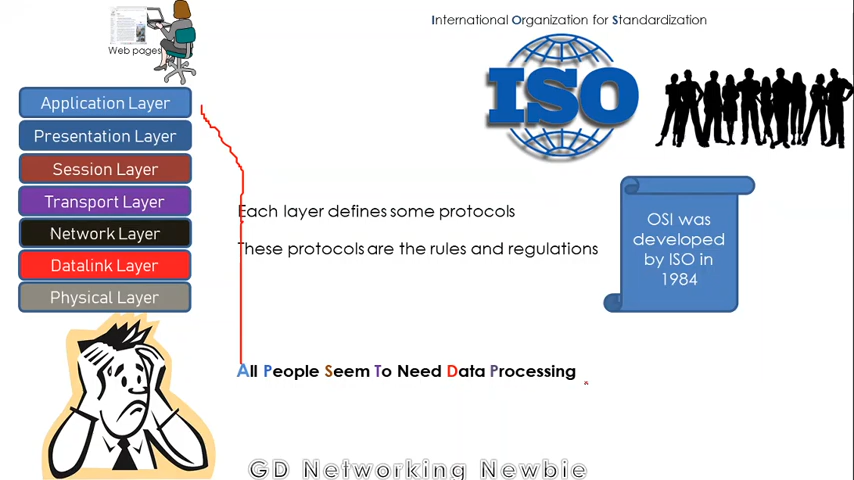 International Organization for Standardization
Web pages
ISO
Application Layer
Presentation Layer
Session Layer
Transport Layer
Network Layer
Datalink Layer
Physical Layer
Each layer defines some protocols
These protocols are the rules and regulations
OSI was
developed
by ISO in
1984
All People Seem To Need Data Processing
GD Networking Newbie